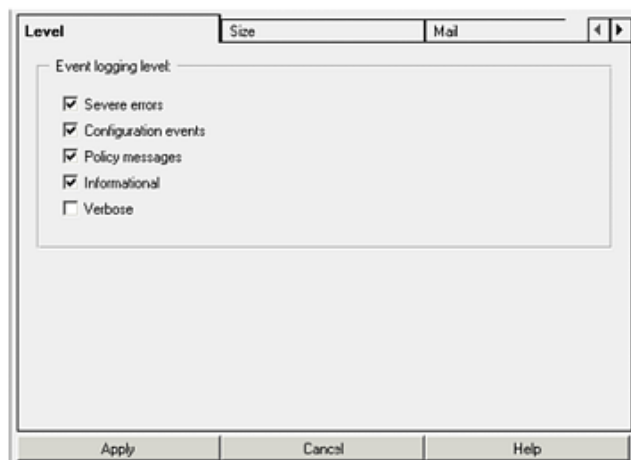 Level Size Mail
Event logging level:
Severe errors
Configuration events
Policy messages
Informational
Verbose
Apply Cancel Help